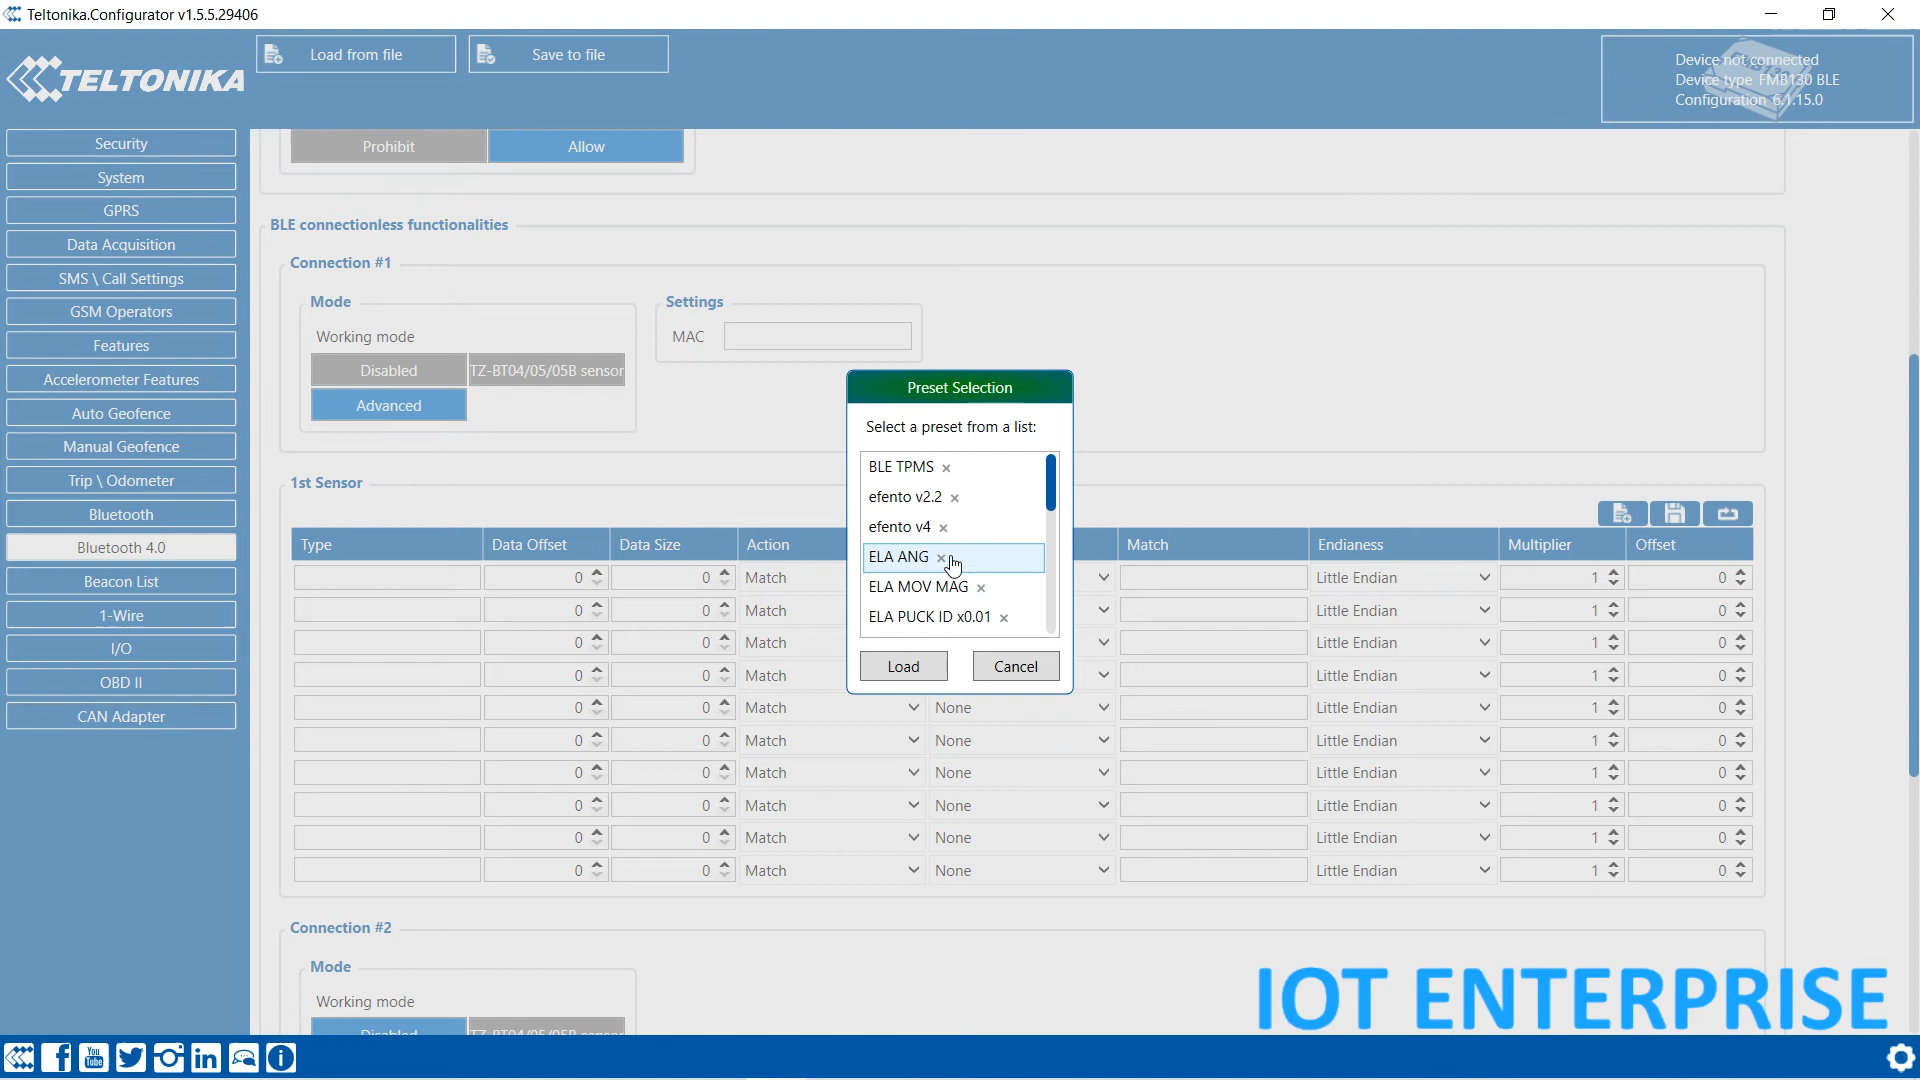 Teltonika.Configurator v1.5.5.29406
Load from file
Save to file
TELTONIKA
Device not connected
Device type FMB130 BLE
Configuration 6.1.15.0
Security
System
GPRS
Data Acquisition
SMS \ Call Settings
GSM Operators
Features
Accelerometer Features
Auto Geofence
Manual Geofence
Trip \ Odometer
Bluetooth
Bluetooth 4.0
Beacon List
1-Wire
I/O
OBD II
CAN Adapter
Prohibit Allow
BLE connectionless functionalities
Connection #1
Mode
Working mode
Disabled TZ-BT04/05/05B sensor
Advanced
Settings
MAC
Preset Selection
Select a preset from a list:
BLE TPMS
efento v2.2
efento v4
ELA ANG
ELA MOV MAG
ELA PUCK ID x0.01
Load Cancel
1st Sensor
Type Data Offset Data Size Action Match Endianess Multiplier Offset
0 0 Match Little Endian 1 0
0 0 Match Little Endian 1 0
0 0 Match Little Endian 1 0
0 0 Match Little Endian 1 0
0 0 Match None Little Endian 1 0
0 0 Match None Little Endian 1 0
0 0 Match None Little Endian 1 0
0 0 Match None Little Endian 1 0
0 0 Match None Little Endian 1 0
0 0 Match None Little Endian 1 0
Connection #2
Mode
Working mode
Disabled TZ-BT04/05/05B sensor
IOT ENTERPRISE
You
Tube